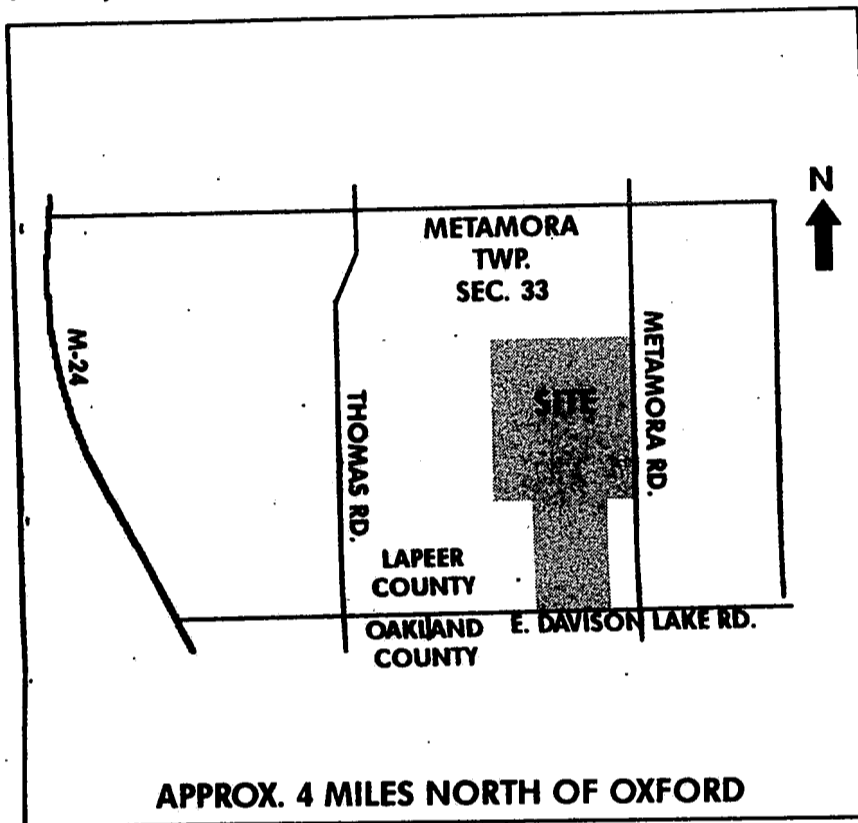 N
METAMORA
TWP.
SEC. 33
M-24
THOMAS RD.
SITE
METAMORA RD.
LAPEER
COUNTY
OAKLAND
COUNTY
E. DAVISON LAKE RD.
APPROX. 4 MILES NORTH OF OXFORD